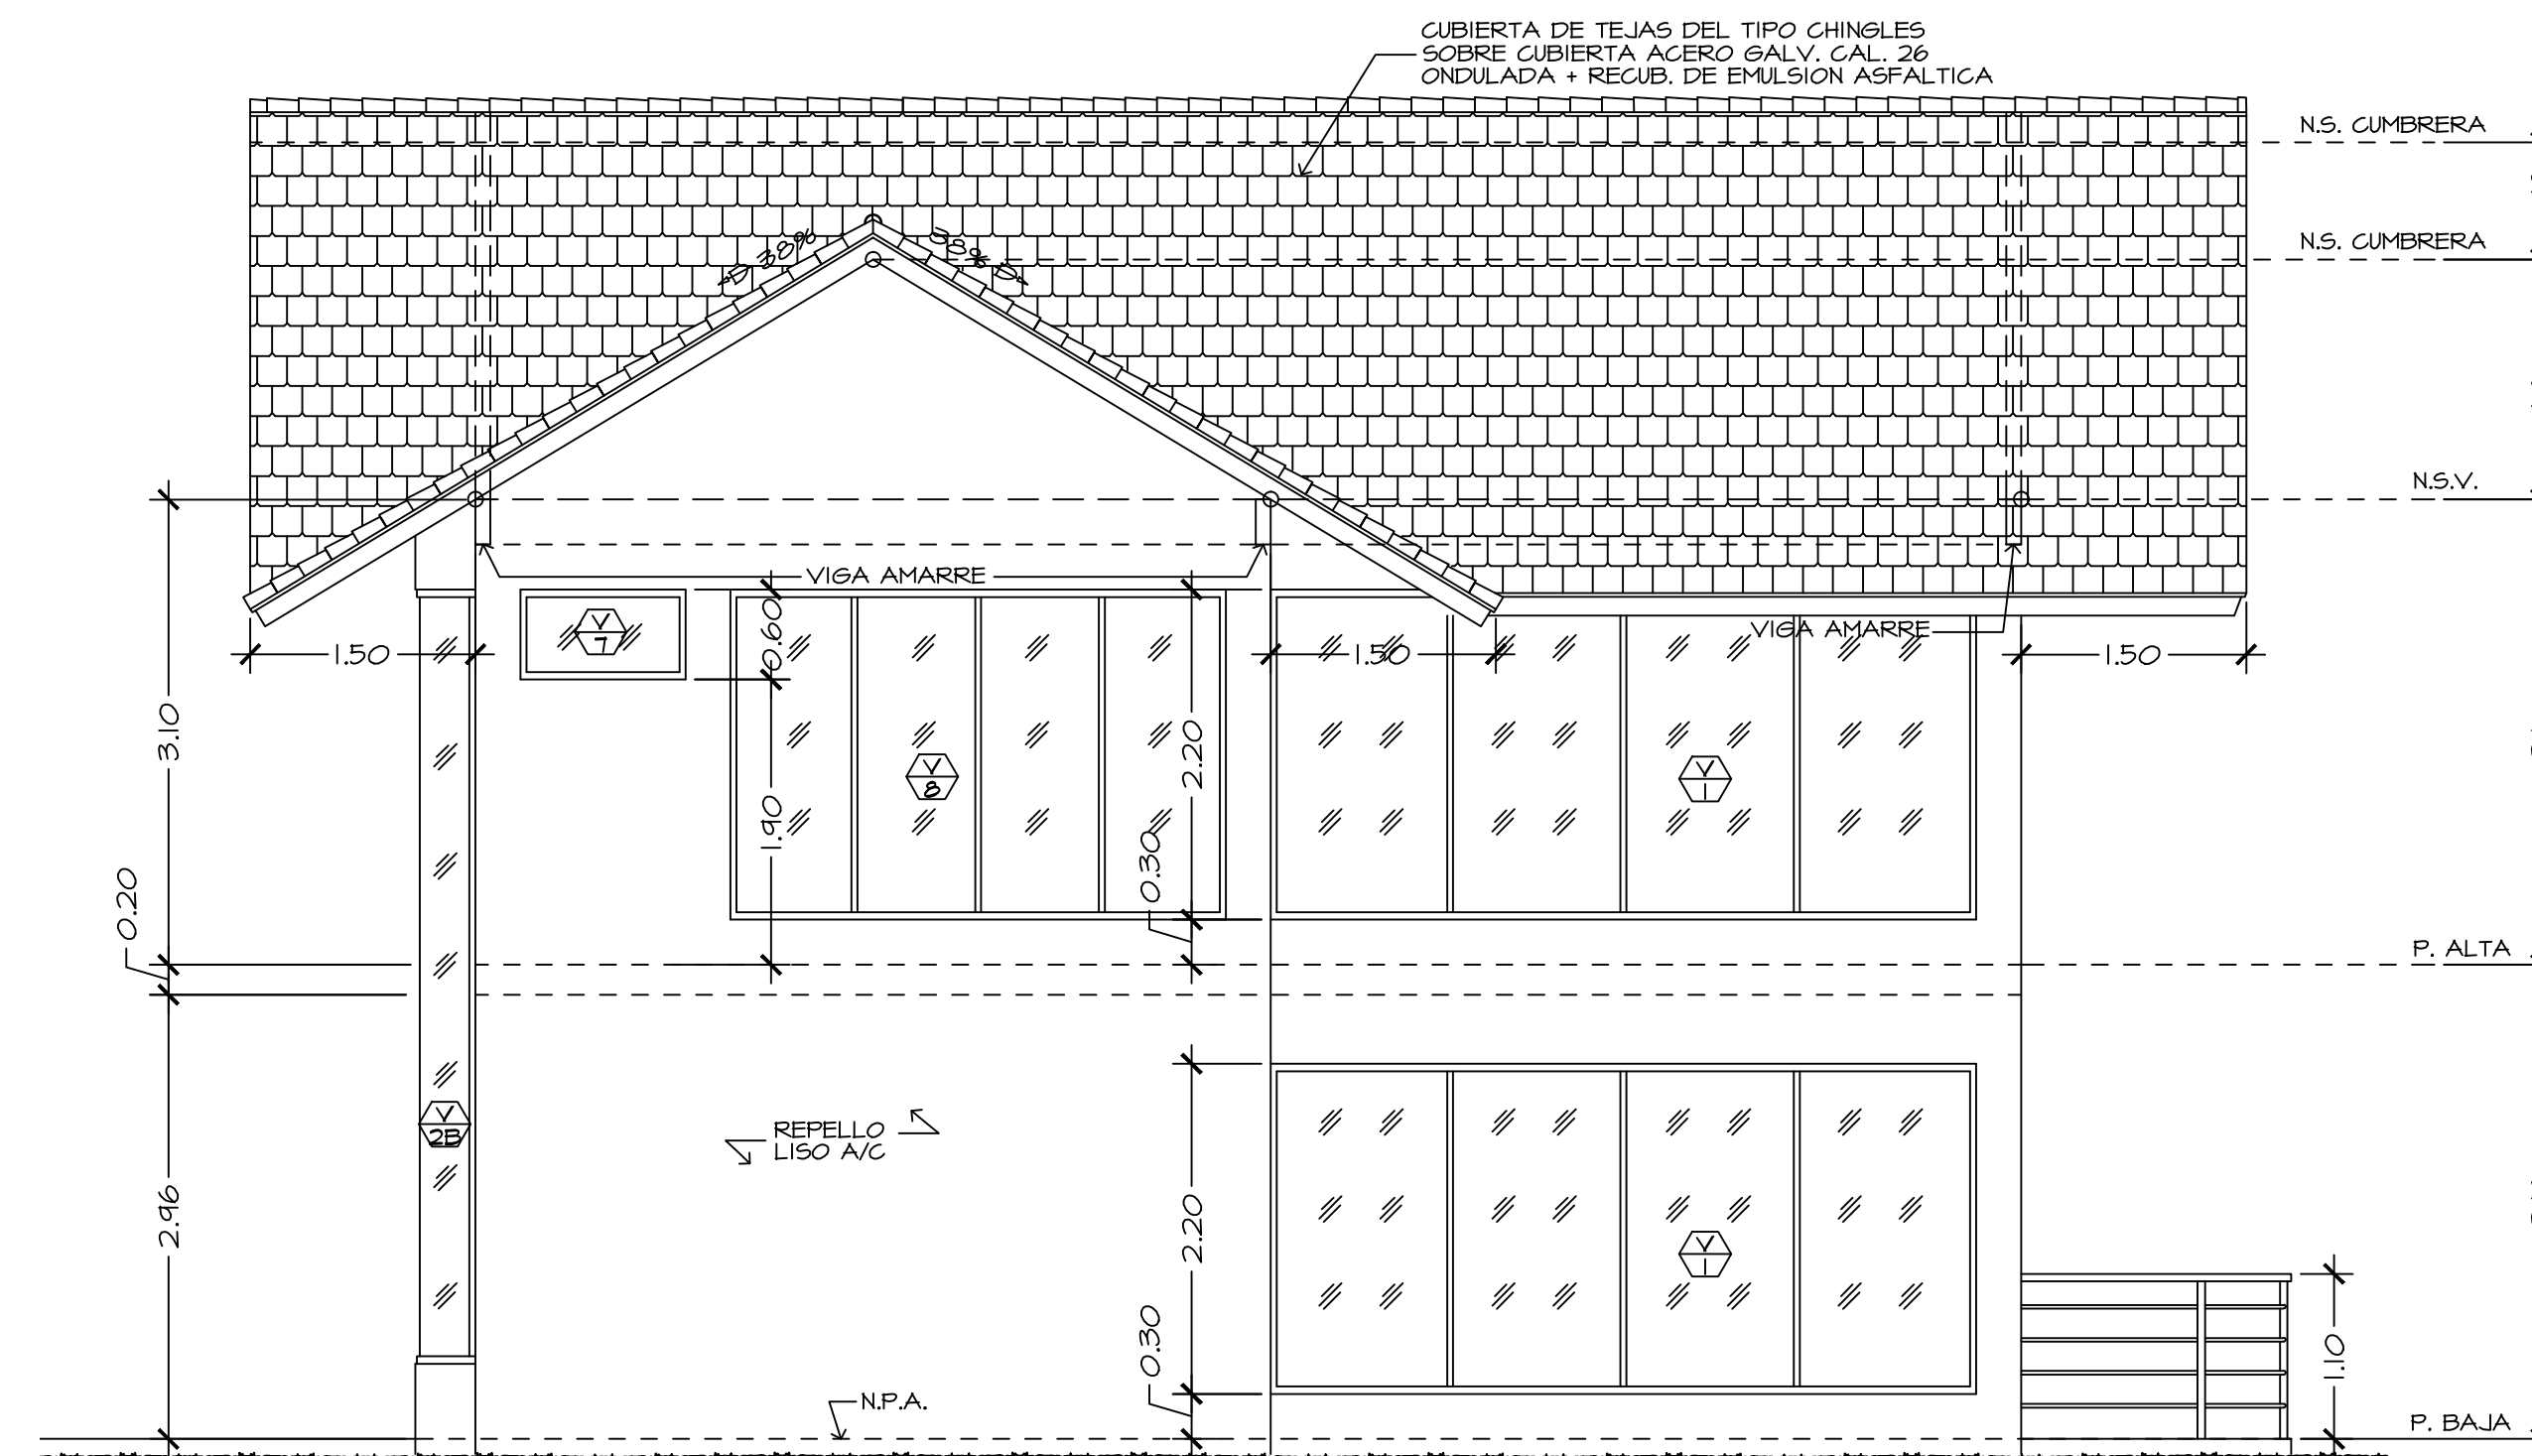 CUBIERTA DE TEJAS DEL TIPO CHINGLES
SOBRE CUBIERTA ACERO GALV. CAL. 26
ONDULADA + RECUB. DE EMULSION ASFALTICA
N.S. CUMBRERA
N.S. CUMBRERA
D 38%
38% D
N.S.V.
VIGA AMARRE
VIGA AMARRE
V
7
0.60
1.50
1.50
1.50
3.10
2.20
V
8
V
1
1.90
0.30
0.20
P. ALTA
V
2B
REPELLO
LISO A/C
2.96
2.20
V
1
0.30
1.10
N.P.A.
P. BAJA